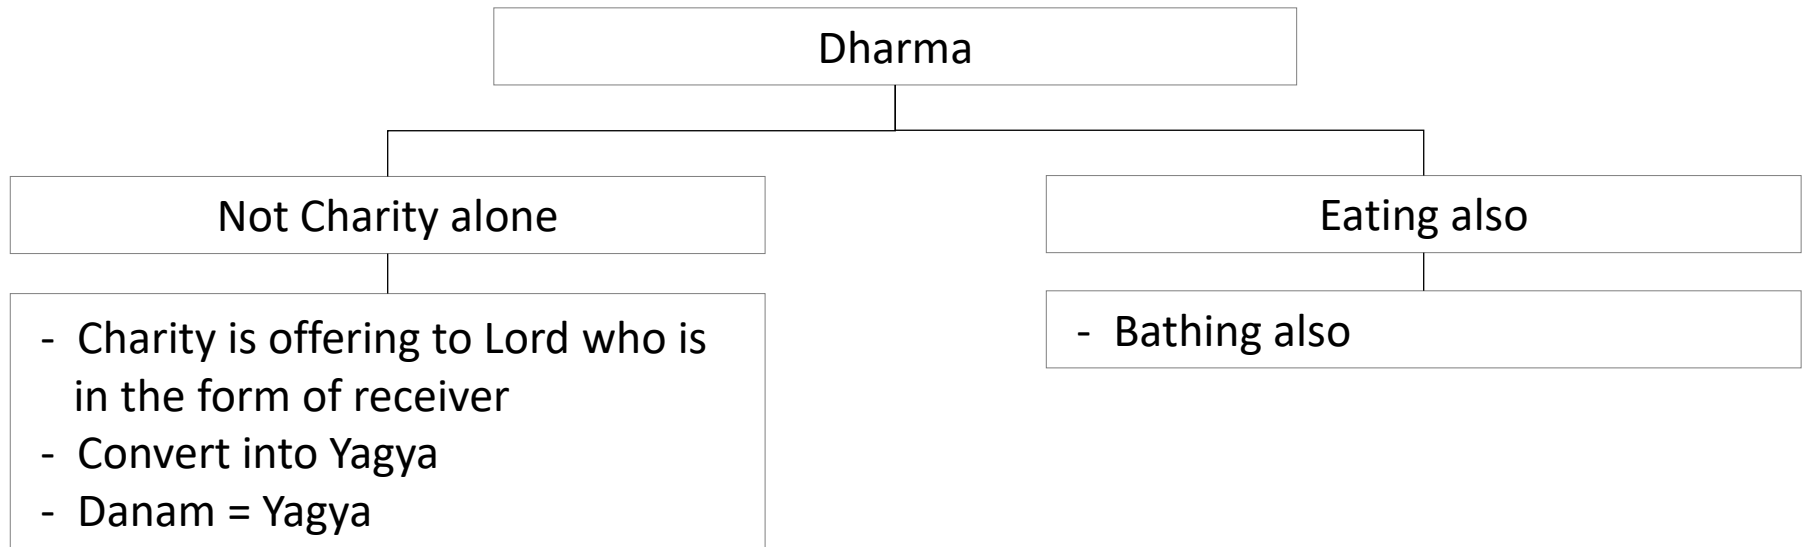 Dharma
Not Charity alone
Eating also
- Charity is offering to Lord who is
in the form of receiver
- Convert into Yagya
- Danam = Yagya
- Bathing also